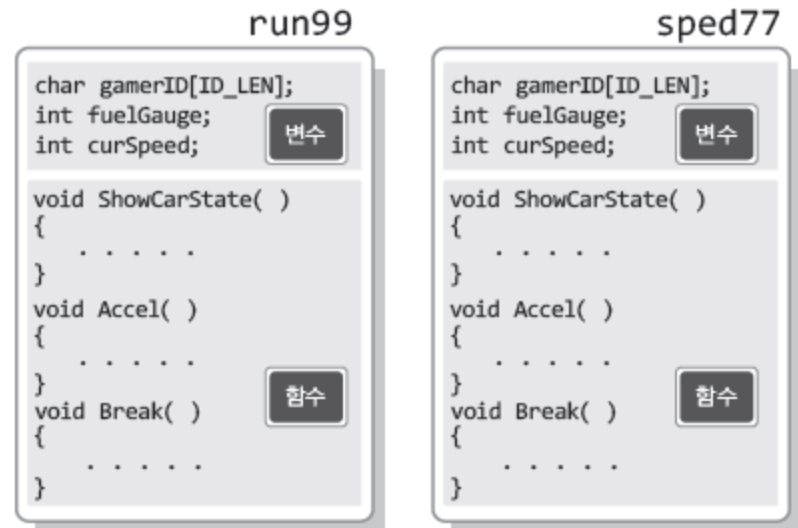 run99
char gamerID[ID_LEN];
int fuelGauge;
int curSpeed;
변수
void ShowCarState( )
{
. . . . .
}
void Accel( )
{
. . . . .
}
void Break( )
{
. . . . .
}
함수
sped77
char gamerID[ID_LEN];
int fuelGauge;
int curSpeed;
변수
void ShowCarState( )
{
. . . . .
}
void Accel( )
{
. . . . .
}
void Break( )
{
. . . . .
}
함수